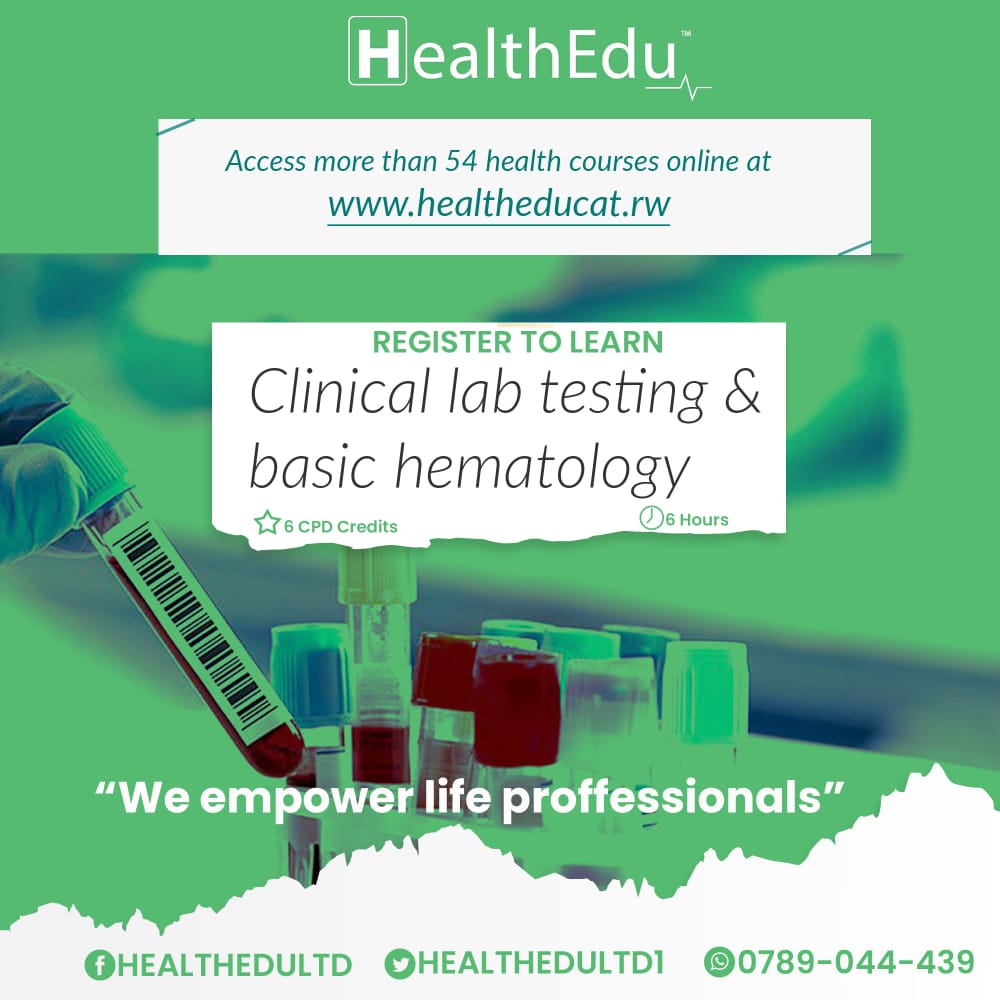 HealthEdu™
Access more than 54 health courses online at
www.healtheducat.rw
REGISTER TO LEARN
Clinical lab testing &
basic hematology
6 CPD Credits
6 Hours
“We empower life proffessionals”
HEALTHEDULTD
HEALTHEDULTD1
0789-044-439